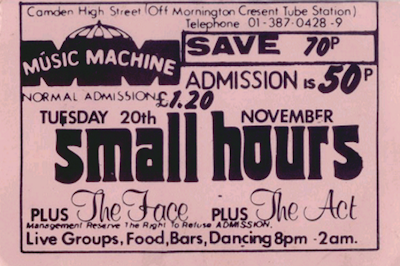 Camden High Street (Off Mornington Cresent Tube Station)
Telephone 01-387-0428-9
MUSIC MACHINE
SAVE 70P
ADMISSION IS 50P
NORMAL ADMISSION £1.20
TUESDAY 20th NOVEMBER
small hours
PLUS The Face PLUS The Act
Management Reserve The Right To Refuse ADMISSION.
Live Groups, Food, Bars, Dancing 8pm - 2am.